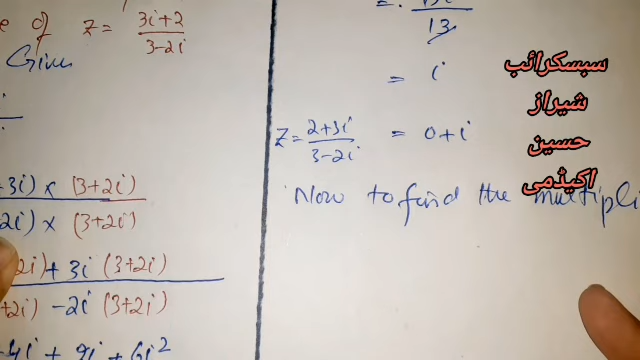 e of z = 3i+2 / 3-2i
Given
+3i) × (3+2i)
2i) × (3+2i)
2i) + 3i (3+2i)
+2i) -2i (3+2i)
4i + 9i + 6i²
13
= i
z = 2+3i / 3-2i = 0+i
Now to find the multipli
سبسکرائب
شیراز
حسین
اکیڈمی